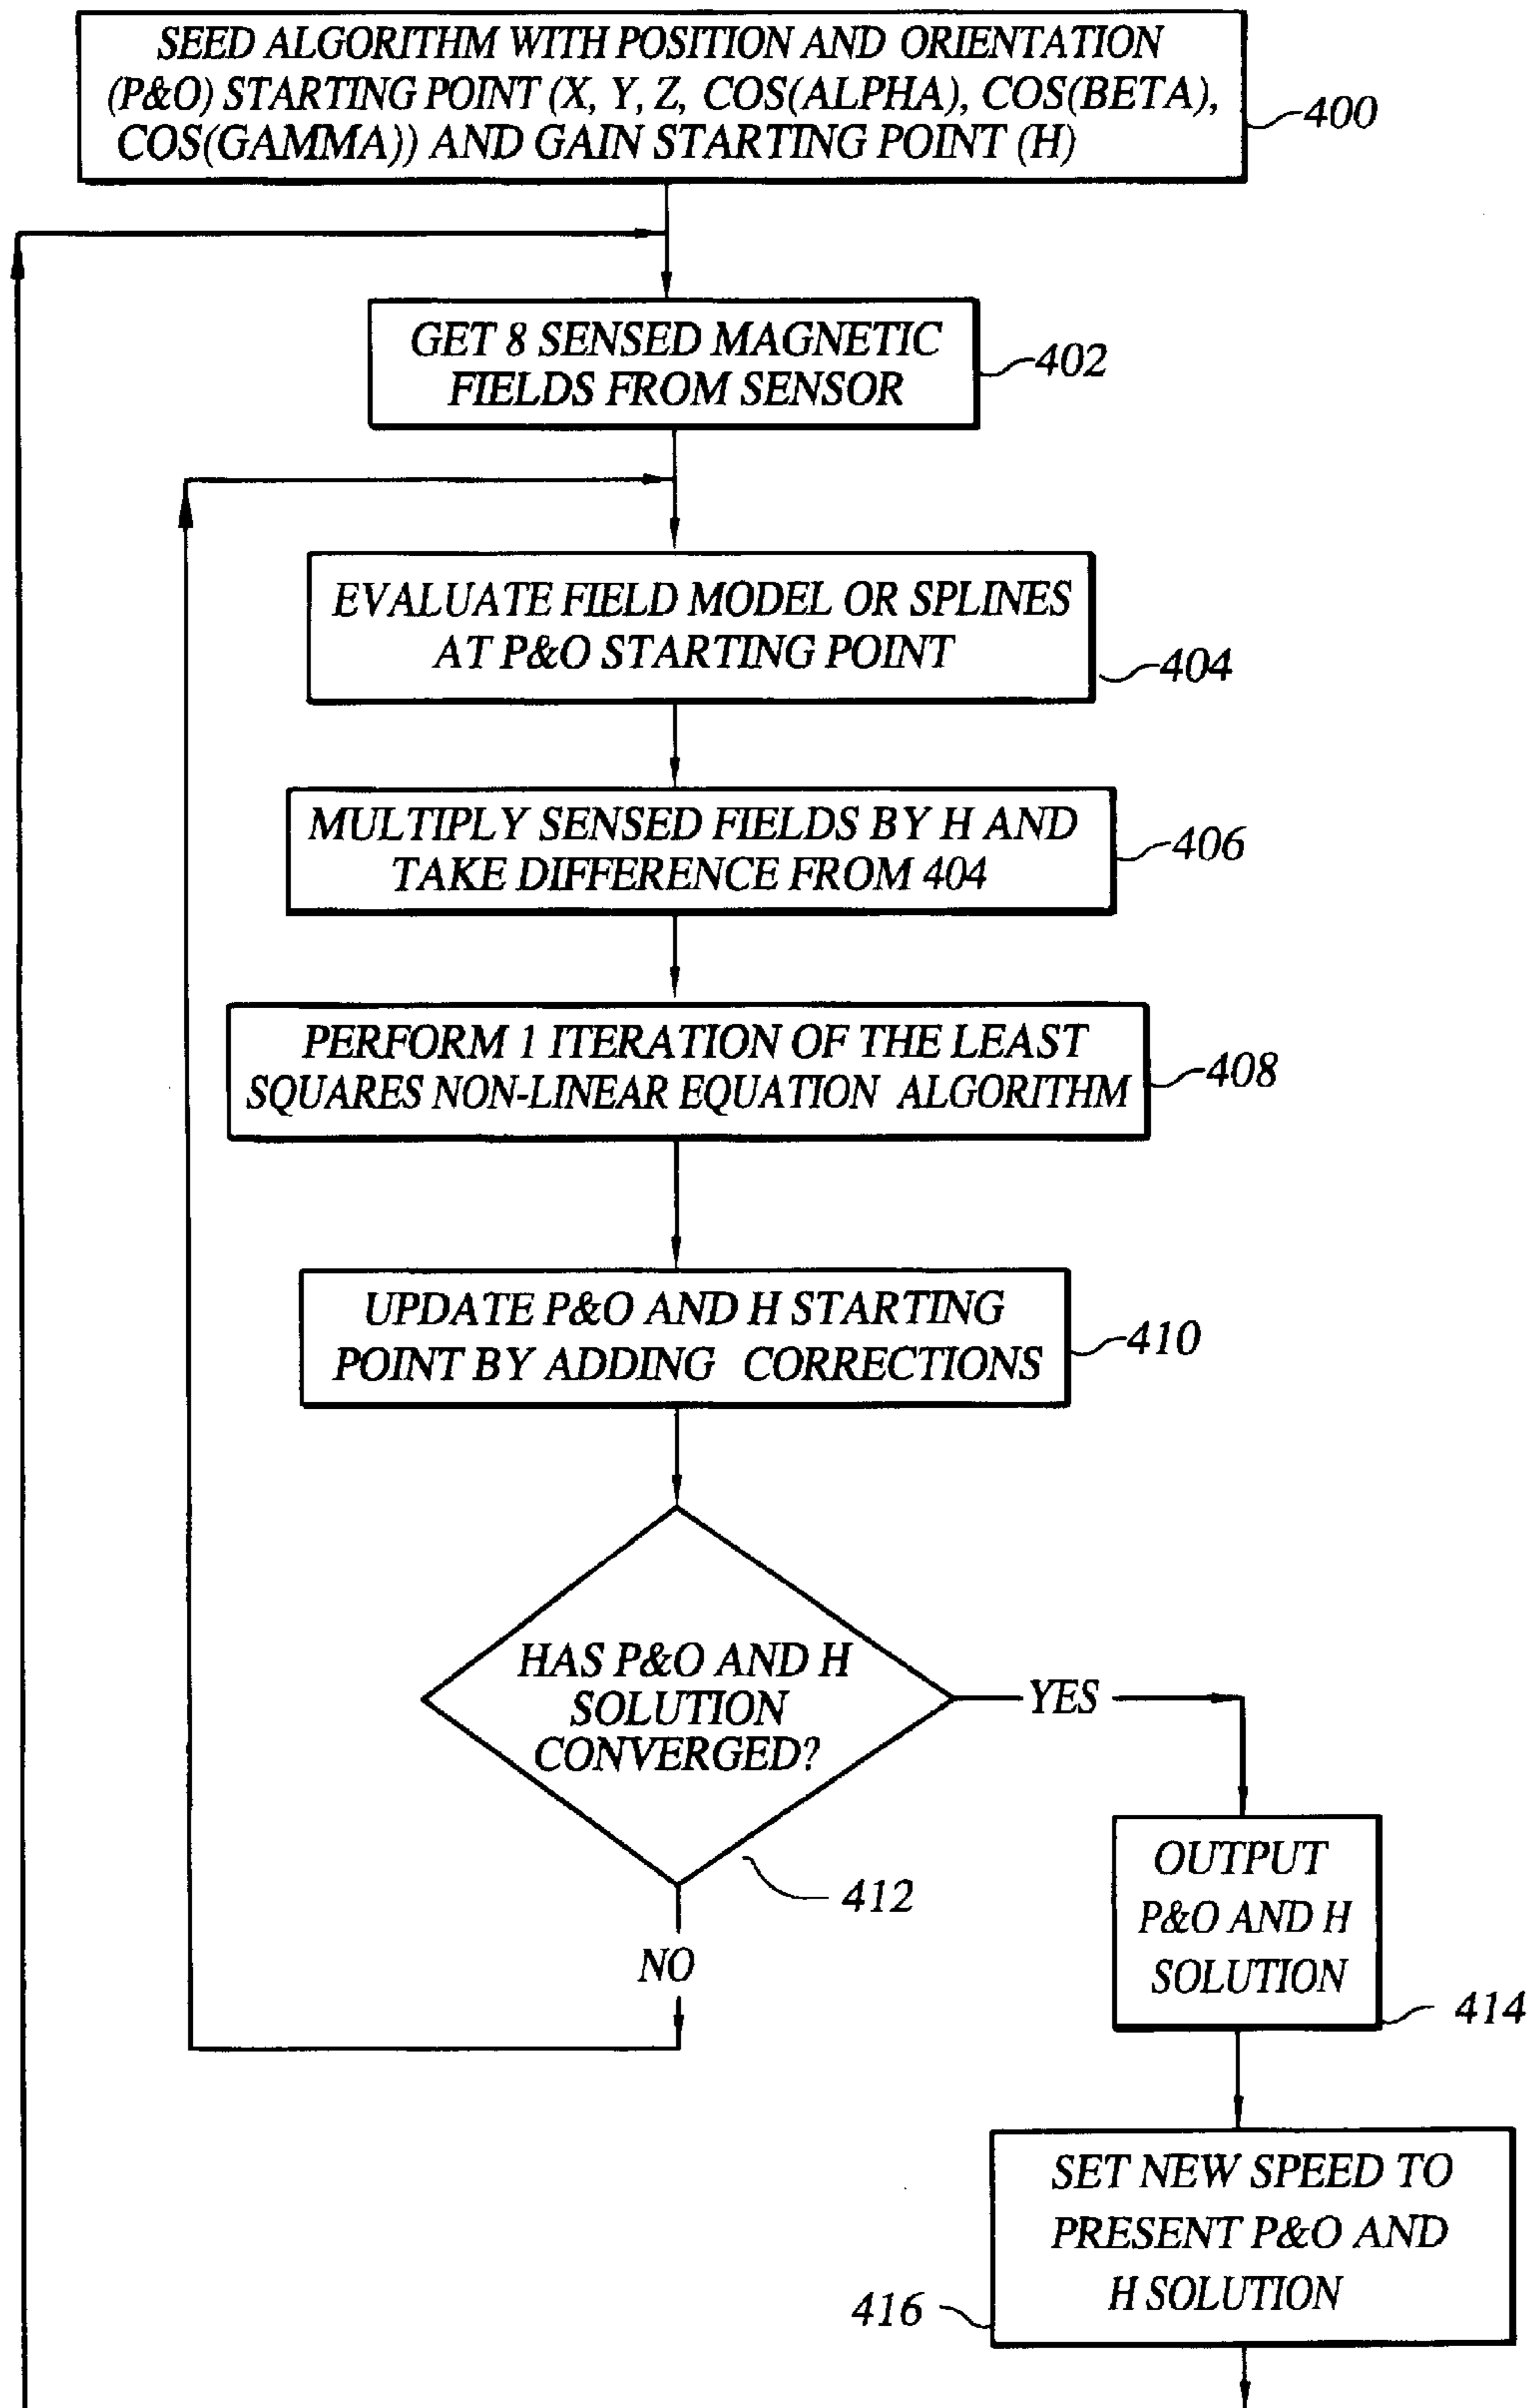 SEED ALGORITHM WITH POSITION AND ORIENTATION
(P&O) STARTING POINT (X, Y, Z, COS(ALPHA), COS(BETA),
COS(GAMMA)) AND GAIN STARTING POINT (H)
400
GET 8 SENSED MAGNETIC
FIELDS FROM SENSOR
402
EVALUATE FIELD MODEL OR SPLINES
AT P&O STARTING POINT
404
MULTIPLY SENSED FIELDS BY H AND
TAKE DIFFERENCE FROM 404
406
PERFORM 1 ITERATION OF THE LEAST
SQUARES NON-LINEAR EQUATION ALGORITHM
408
UPDATE P&O AND H STARTING
POINT BY ADDING CORRECTIONS
410
HAS P&O AND H
SOLUTION
CONVERGED?
412
YES
NO
OUTPUT
P&O AND H
SOLUTION
414
SET NEW SPEED TO
PRESENT P&O AND
H SOLUTION
416